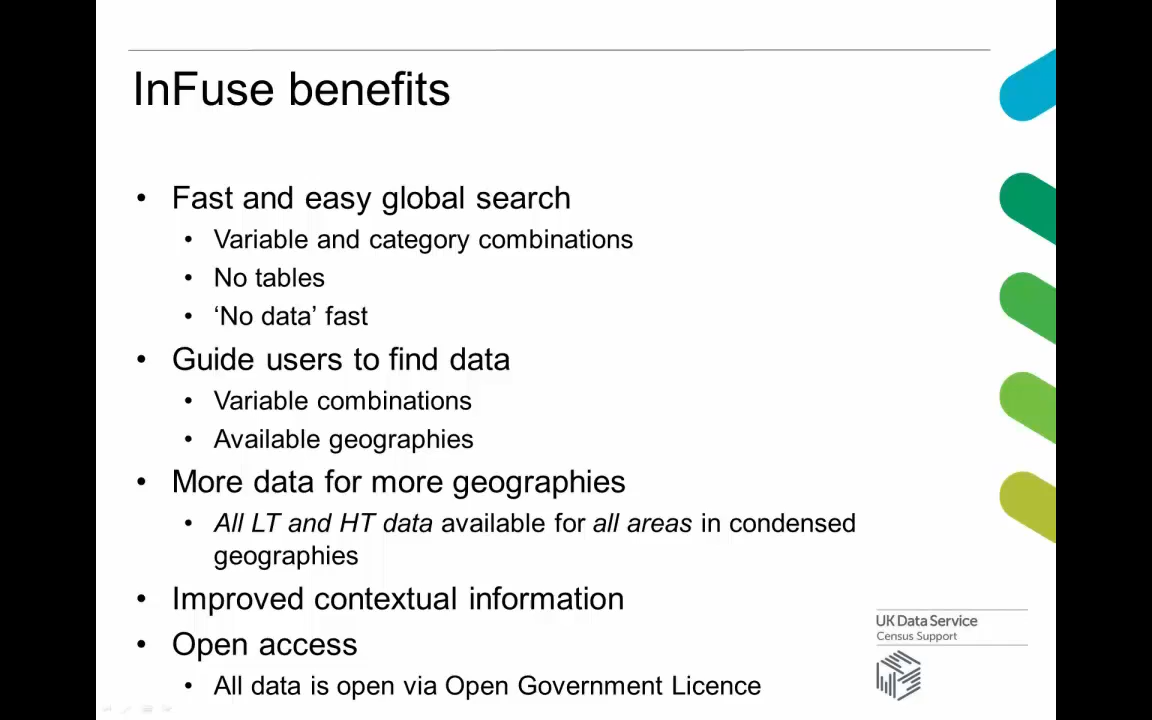 InFuse benefits
• Fast and easy global search
• Variable and category combinations
• No tables
• ‘No data’ fast
• Guide users to find data
• Variable combinations
• Available geographies
• More data for more geographies
• All LT and HT data available for all areas in condensed
geographies
• Improved contextual information
• Open access
• All data is open via Open Government Licence
UK Data Service
Census Support